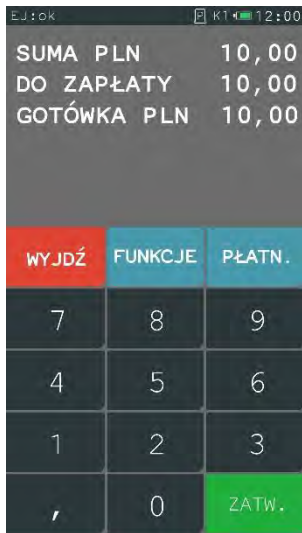 EJ:ok P K1 12:00
SUMA PLN 10,00
DO ZAPŁATY 10,00
GOTÓWKA PLN 10,00
WYJDŹ FUNKCJE PŁATN.
7 8 9
4 5 6
1 2 3
, 0 ZATW.